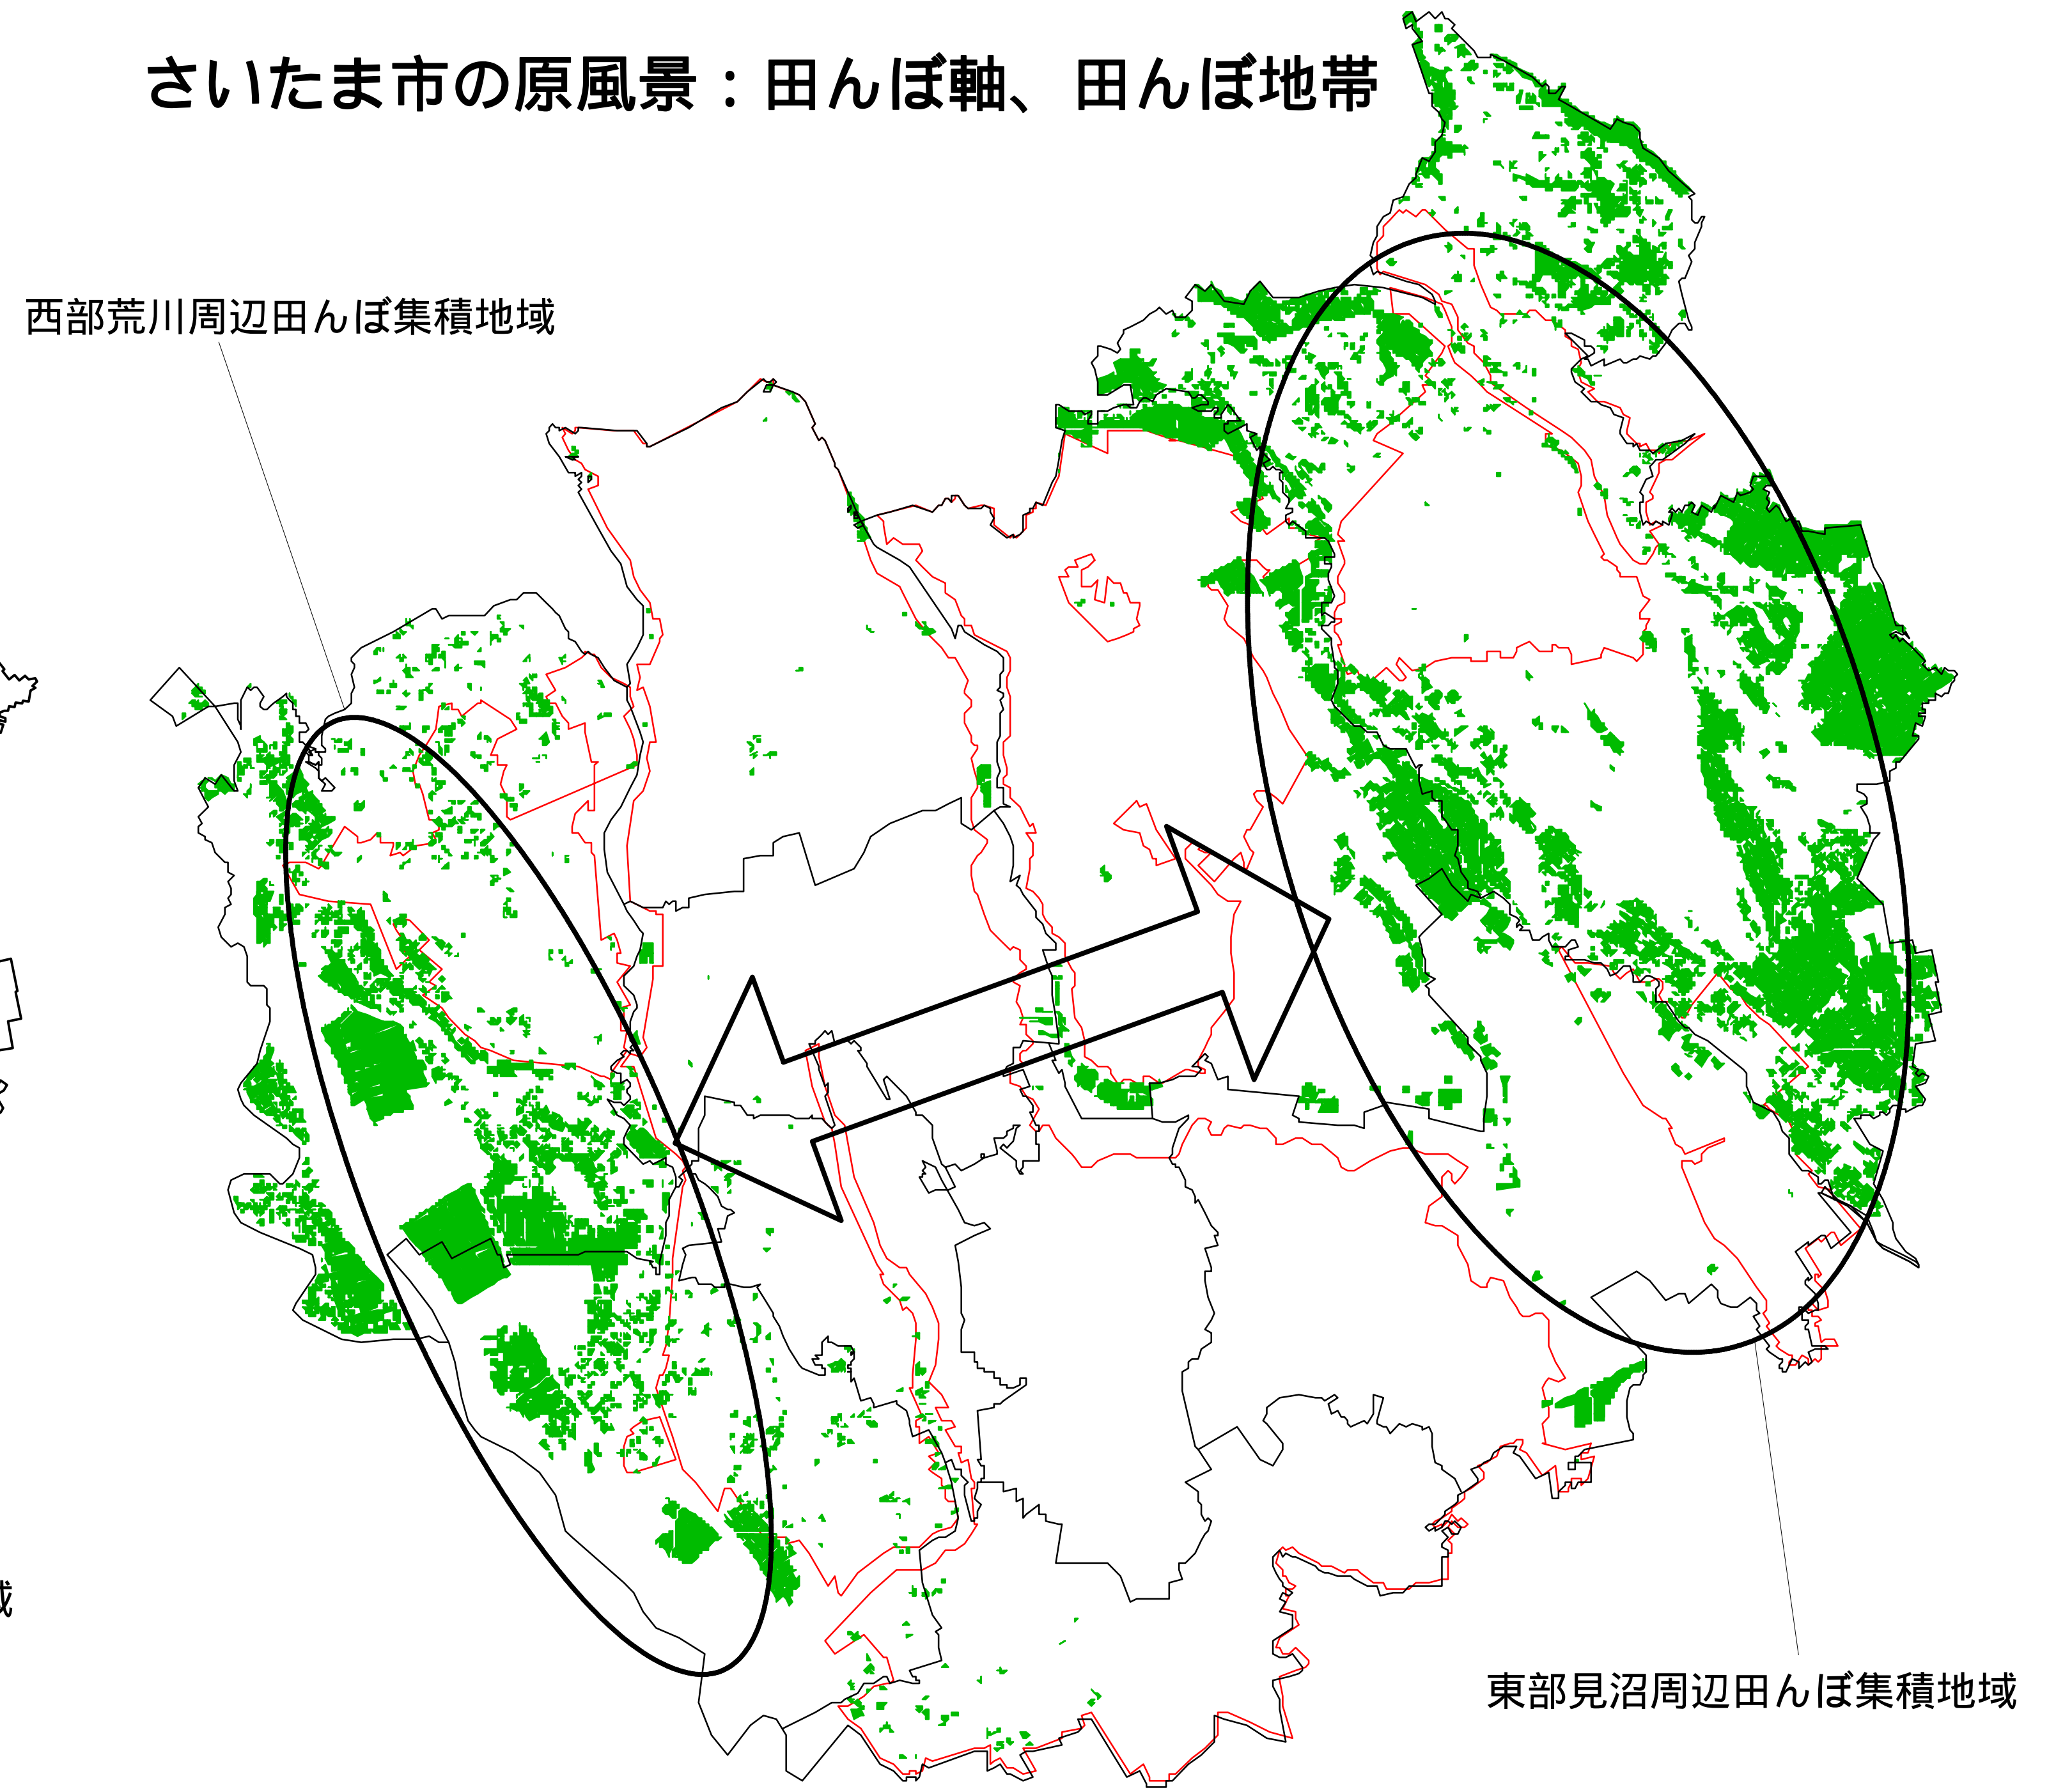 さいたま市の原風景：田んぼ軸、田んぼ地帯
西部荒川周辺田んぼ集積地域
東部見沼周辺田んぼ集積地域